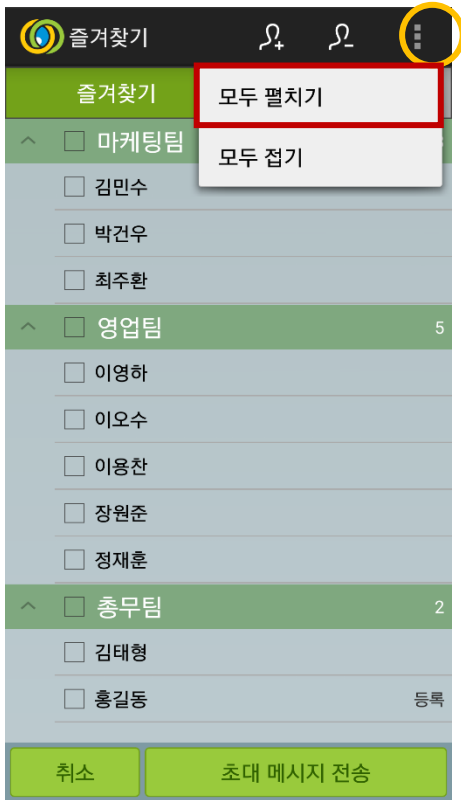 즐겨찾기
즐겨찾기
모두 펼치기
모두 접기
마케팅팀
김민수
박건우
최주환
영업팀 5
이영하
이오수
이용찬
장원준
정재훈
총무팀 2
김태형
홍길동 등록
취소 초대 메시지 전송